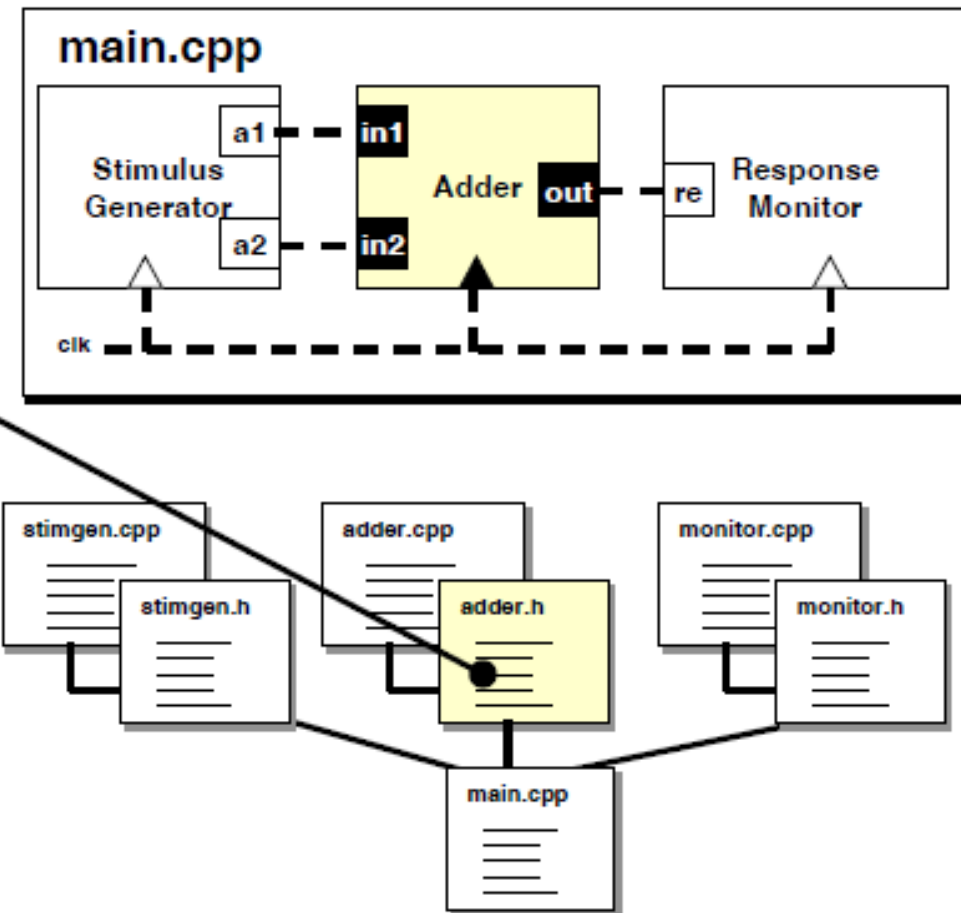 main.cpp
a1
in1
Stimulus
Generator
Adder
out
re
Response
Monitor
a2
in2
clk
stimgen.cpp
adder.cpp
monitor.cpp
stimgen.h
adder.h
monitor.h
main.cpp